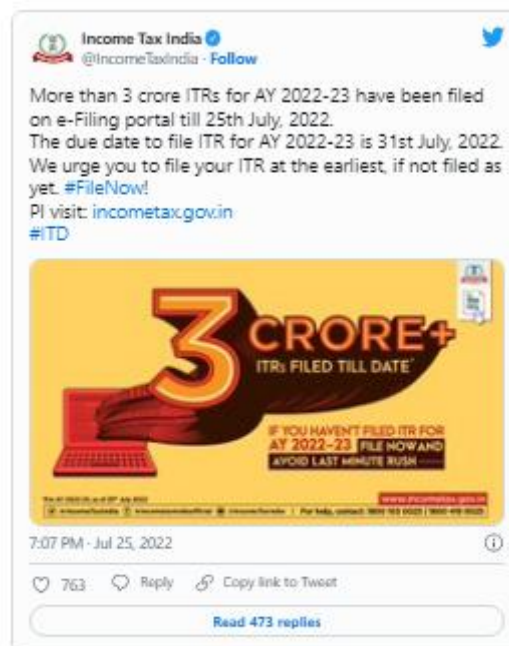 Income Tax India
@IncomeTaxIndia · Follow
More than 3 crore ITRs for AY 2022-23 have been filed
on e-Filing portal till 25th July, 2022.
The due date to file ITR for AY 2022-23 is 31st July, 2022.
We urge you to file your ITR at the earliest, if not filed as
yet. #FileNow!
Pl visit: incometax.gov.in
#ITD
3 CRORE+
ITRs FILED TILL DATE*
IF YOU HAVEN'T FILED ITR FOR
AY 2022-23 FILE NOW AND
AVOID LAST MINUTE RUSH
www.incometax.gov.in
7:07 PM · Jul 25, 2022
763 Reply Copy link to Tweet
Read 473 replies